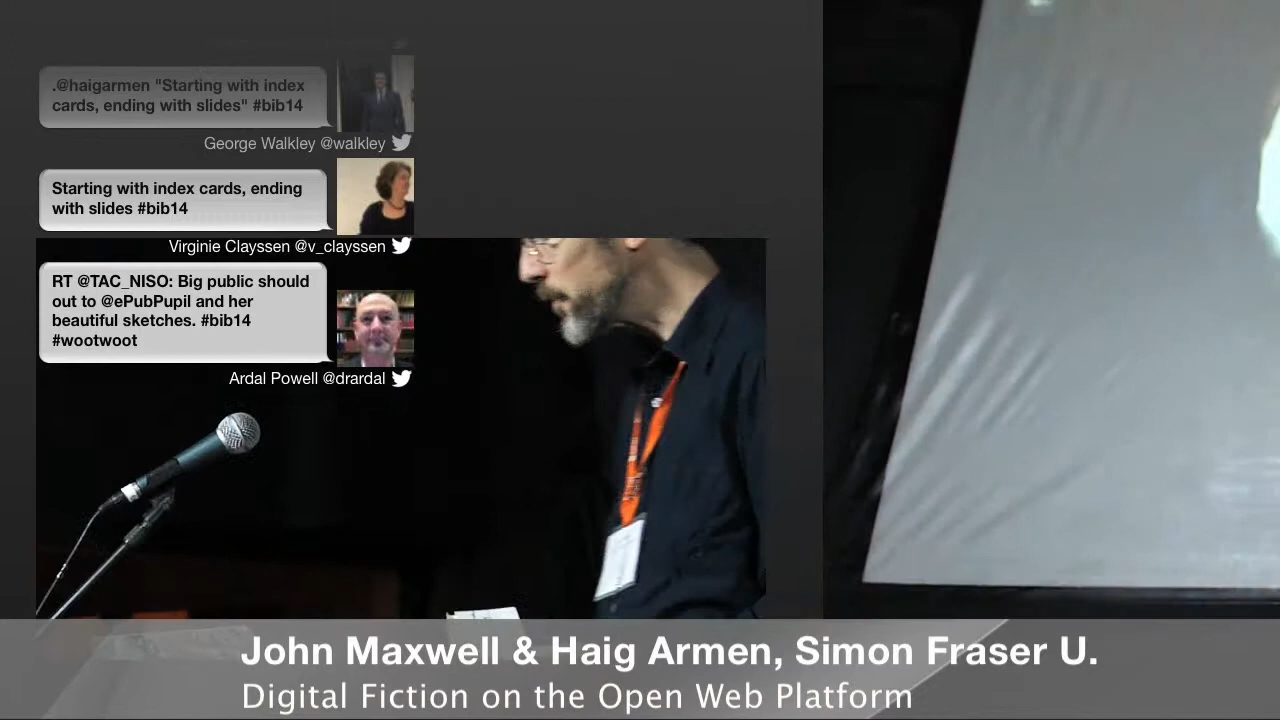 .@haigarmen "Starting with index
cards, ending with slides" #bib14
George Walkley @walkley
Starting with index cards, ending
with slides #bib14
Virginie Clayssen @v_clayssen
RT @TAC_NISO: Big public should
out to @ePubPupil and her
beautiful sketches. #bib14
#wootwoot
Ardal Powell @drardal
John Maxwell & Haig Armen, Simon Fraser U.
Digital Fiction on the Open Web Platform